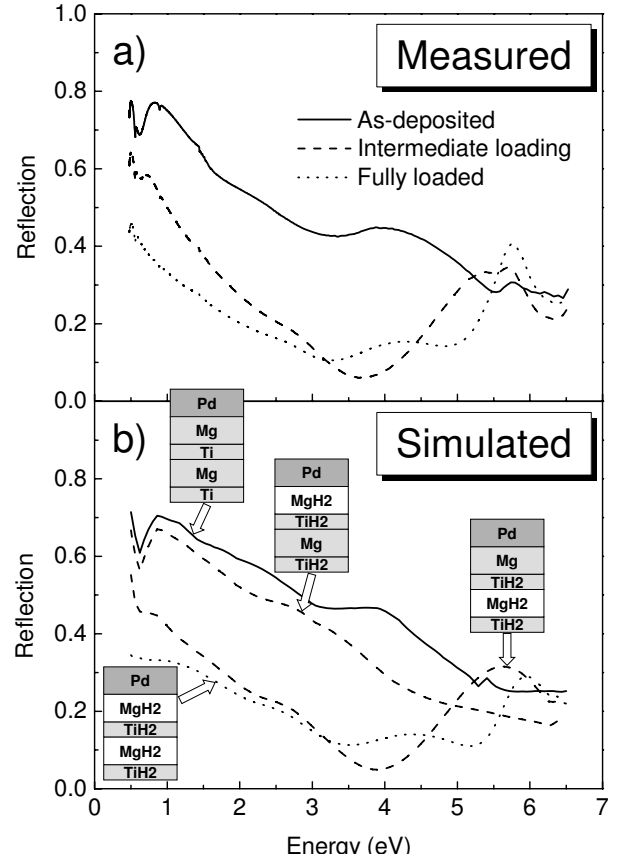 1.0
a)
Measured
0.8
As-deposited
Intermediate loading
Fully loaded
0.6
Reflection
0.4
0.2
0.0
b)
Simulated
Pd
Mg
Ti
Mg
Ti
Pd
MgH2
TiH2
Mg
TiH2
Pd
Mg
TiH2
MgH2
TiH2
Pd
MgH2
TiH2
MgH2
TiH2
0.8
0.6
Reflection
0.4
0.2
0.0
0 1 2 3 4 5 6 7
Energy (eV)